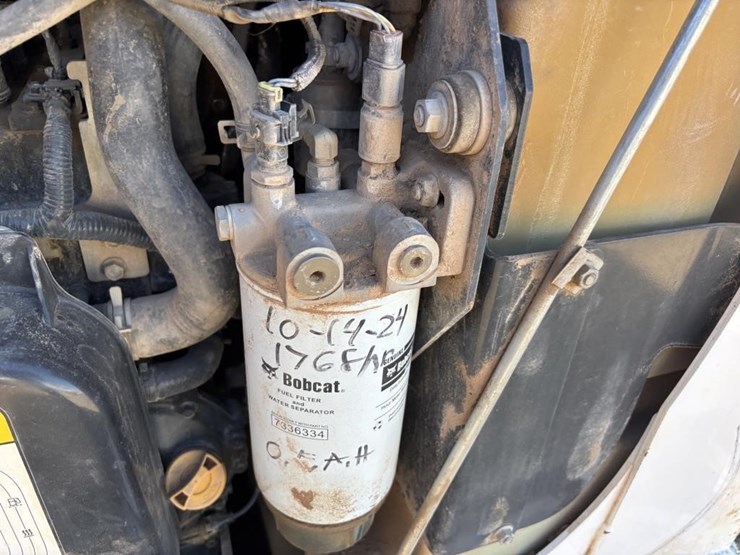 10-14-24
Bobcat®
FUEL FILTER
and
WATER SEPARATOR
7336334
O.F.A.H